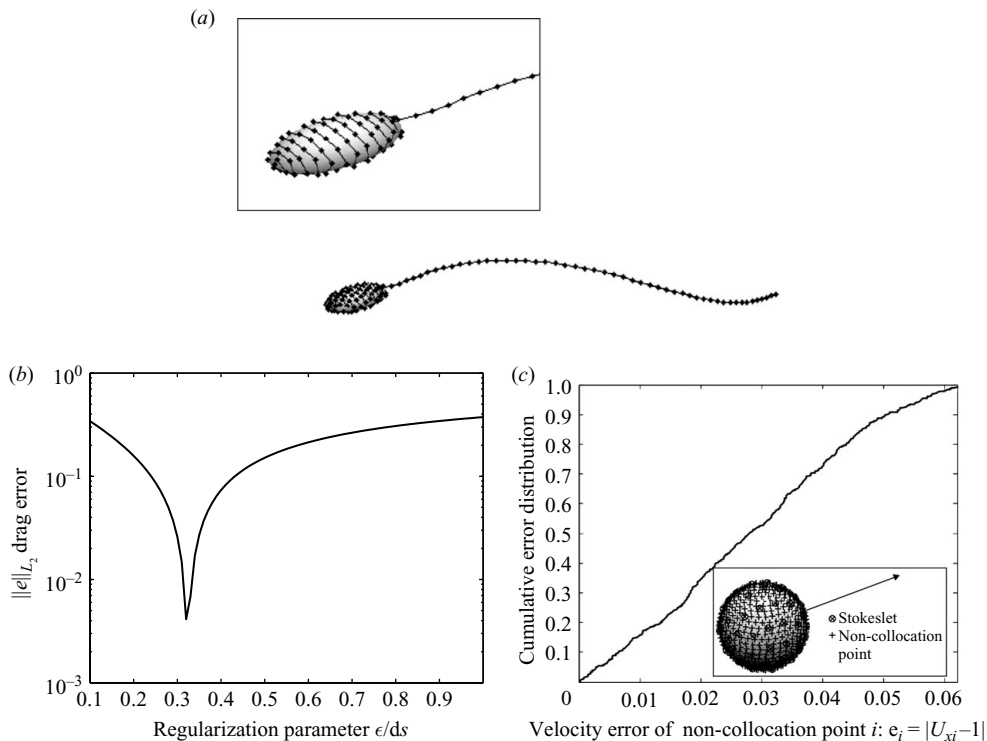 (a)
(b)
10^0
10^{-1}
10^{-2}
10^{-3}
||e||_{L_2} drag error
0.1 0.2 0.3 0.4 0.5 0.6 0.7 0.8 0.9
Regularization parameter ϵ/ds
(c)
1.0
0.9
0.8
0.7
0.6
0.5
0.4
0.3
0.2
0.1
Cumulative error distribution
Stokeslet
Non-collocation
point
0 0.01 0.02 0.03 0.04 0.05 0.06
Velocity error of non-collocation point i: e_i = |U_{xi}–1|